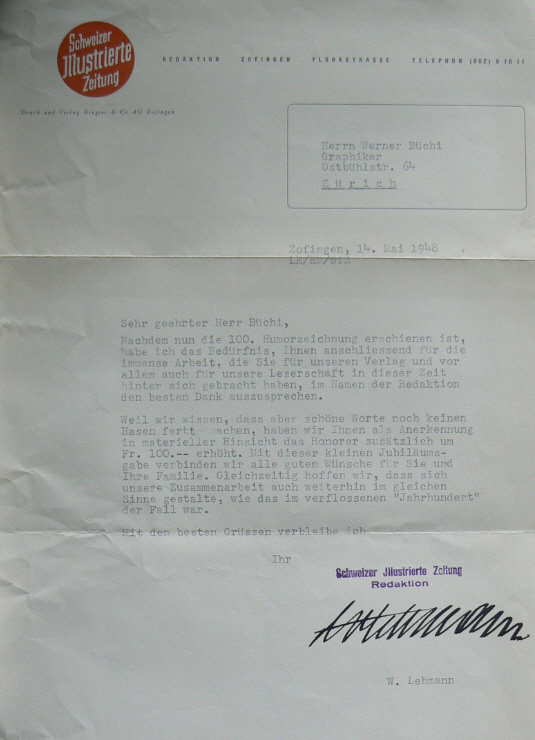 Schweizer
Illustrierte
Zeitung
REDAKTION ZOFINGEN FLORASTRASSE TELEPHON (062) 8 16 11
Druck und Verlag Ringier & Co. AG Zofingen
Herrn Werner Büchi
Graphiker
Ostbühlstr. 64
Zürich
Zofingen, 14. Mai 1948
Sehr geehrter Herr Büchi,
Nachdem nun die 100. Humorzeichnung erschienen ist,
habe ich das Bedürfnis, Ihnen anschliessend für die
immense Arbeit, die Sie für unseren Verlag und vor
allem auch für unsere Leserschaft in dieser Zeit
hinter sich gebracht haben, im Namen der Redaktion
den besten Dank auszusprechen.
Weil wir wissen, dass aber schöne Worte noch keinen
Hasen ferit machen, haben wir Ihnen als Anerkennung
in materieller Hinsicht das Honorar zusätzlich um
Fr. 100.-- erhöht. Mit dieser kleinen Jubiläums-
gabe verbinden wir alle guten Wünsche für Sie und
Ihre Familie. Gleichzeitig hoffen wir, dass sich
unsere Zusammenarbeit auch weiterhin im gleichen
Sinne gestalte, wie das im verflossenen "Jahrhundert"
der Fall war.
Mit den besten Grüssen verbleibe ich
Ihr
Schweizer Illustrierte Zeitung
Redaktion
W. Lehmann